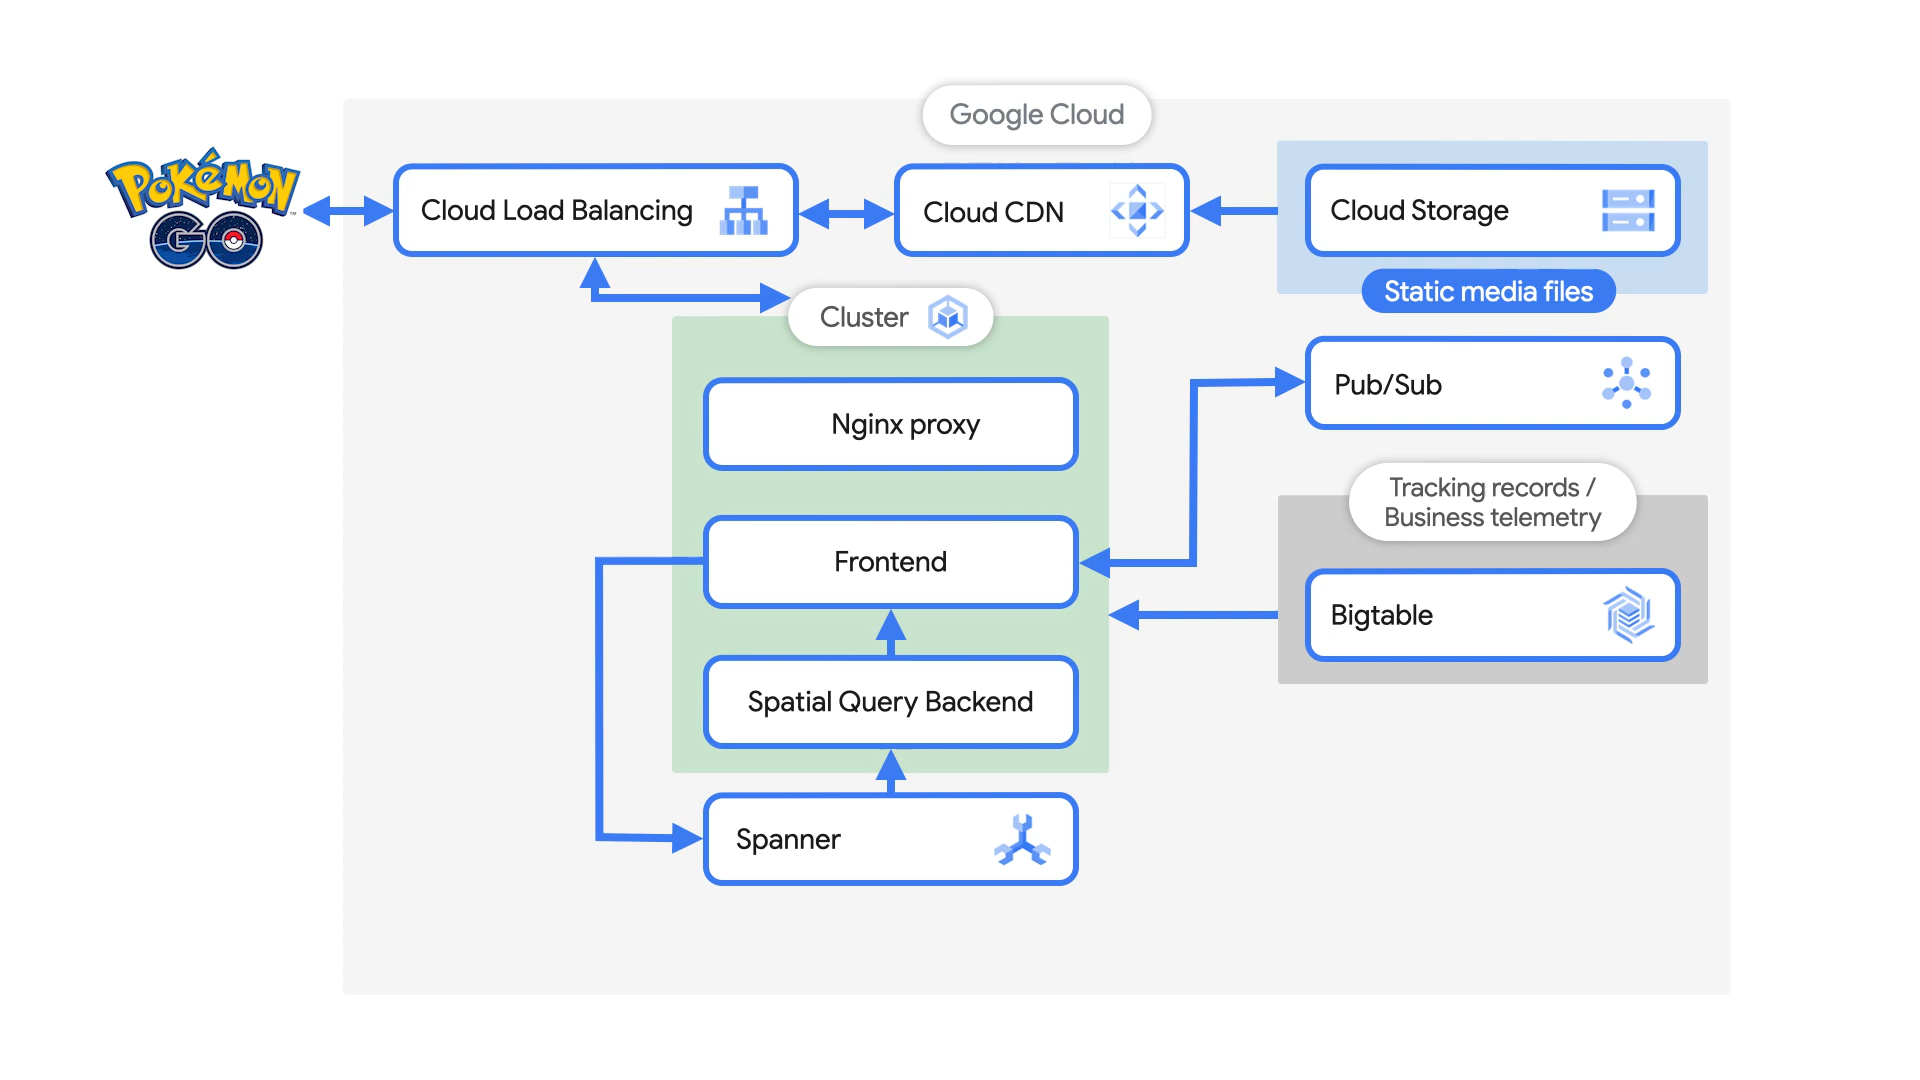 Google Cloud
POKéMON
GO
TM
Cloud Load Balancing
Cloud CDN
Cloud Storage
Static media files
Cluster
Nginx proxy
Pub/Sub
Tracking records /
Business telemetry
Frontend
Bigtable
Spatial Query Backend
Spanner